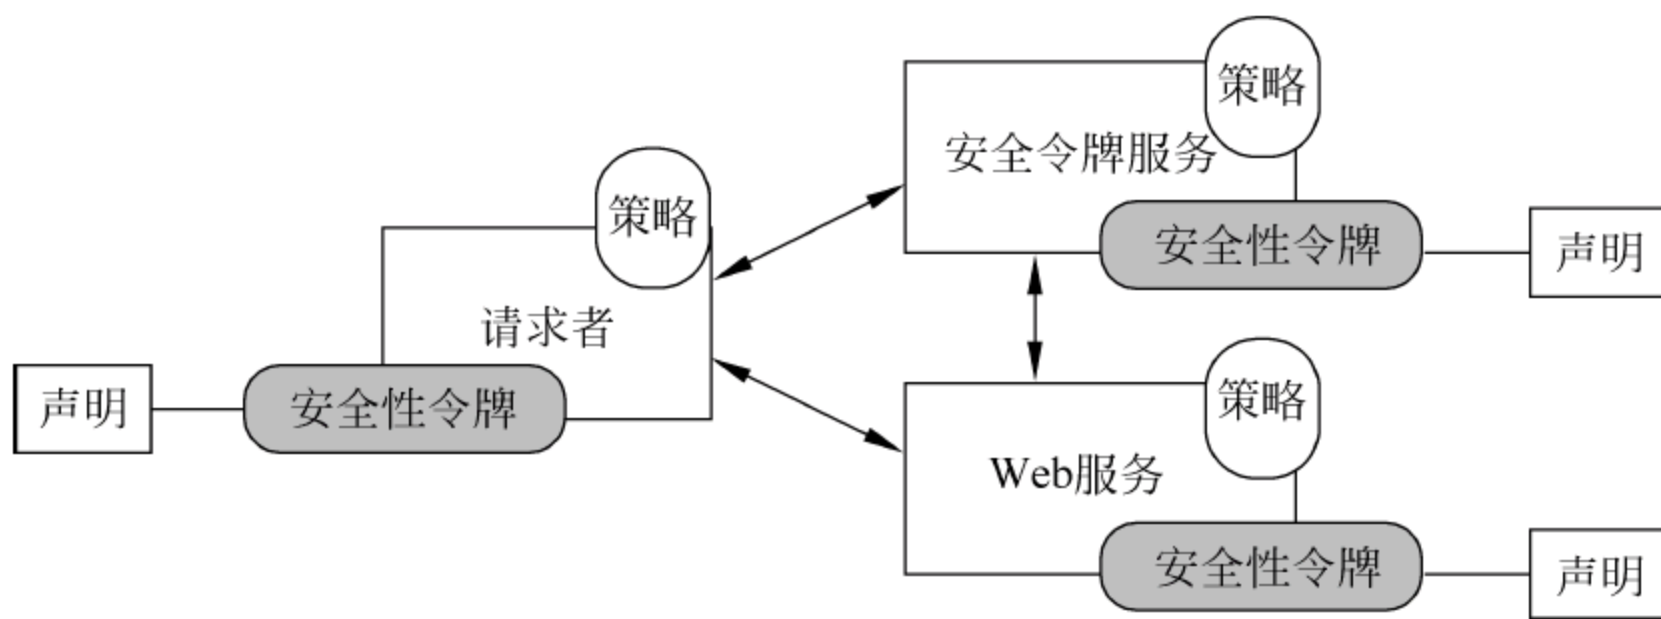 策略
安全令牌服务
策略
安全性令牌
声明
请求者
声明
安全性令牌
策略
Web服务
安全性令牌
声明